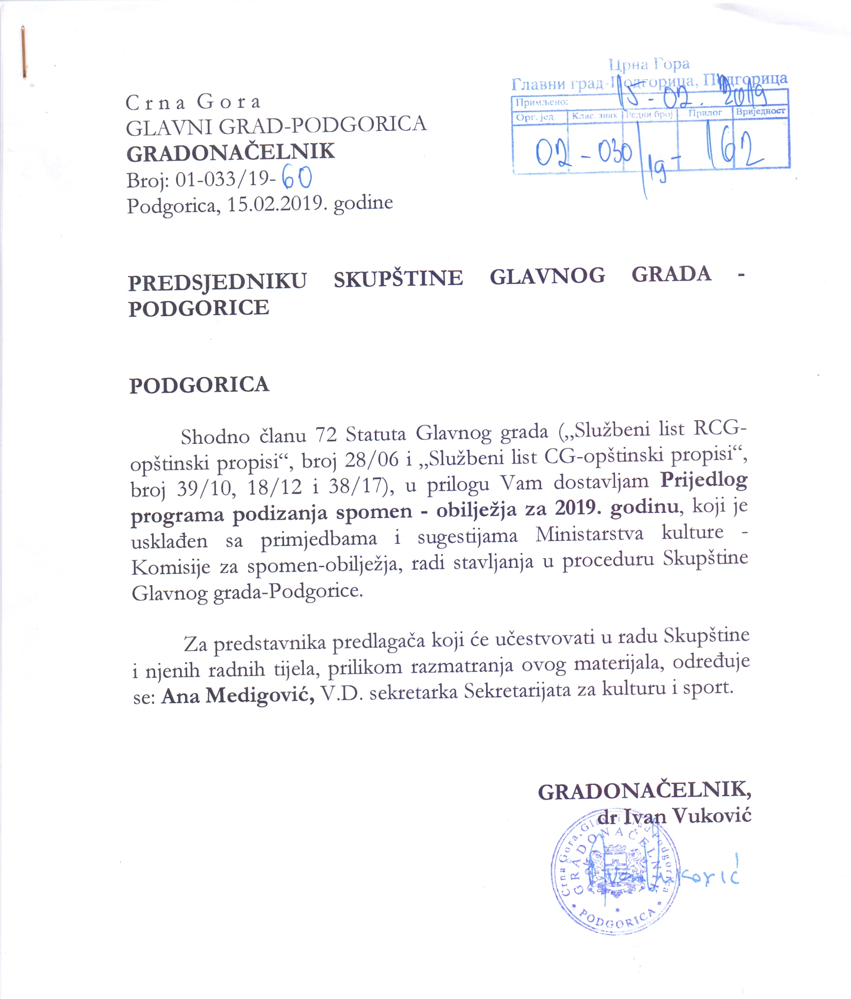 Crna Gora
GLAVNI GRAD-PODGORICA
GRADONAČELNIK
Broj: 01-033/19-60
Podgorica, 15.02.2019. godine
Црна Гора
Главни град-Подгорица, Подгорица
Примљено: 15-02. 2019
Орг. јед. Клас. знак Редни број Прилог Вриједност
02-030/19-162
PREDSJEDNIKU SKUPŠTINE GLAVNOG GRADA -
PODGORICE
PODGORICA
Shodno članu 72 Statuta Glavnog grada („Službeni list RCG-
opštinski propisi“, broj 28/06 i „Službeni list CG-opštinski propisi“,
broj 39/10, 18/12 i 38/17), u prilogu Vam dostavljam Prijedlog
programa podizanja spomen - obilježja za 2019. godinu, koji je
usklađen sa primjedbama i sugestijama Ministarstva kulture -
Komisije za spomen-obilježja, radi stavljanja u proceduru Skupštine
Glavnog grada-Podgorice.
Za predstavnika predlagača koji će učestvovati u radu Skupštine
i njenih radnih tijela, prilikom razmatranja ovog materijala, određuje
se: Ana Medigović, V.D. sekretarka Sekretarijata za kulturu i sport.
GRADONAČELNIK,
dr Ivan Vuković
Crna Gora, Glavni grad Podgorica
GRADONAČELNIK
* PODGORICA *
Ivan Vuković